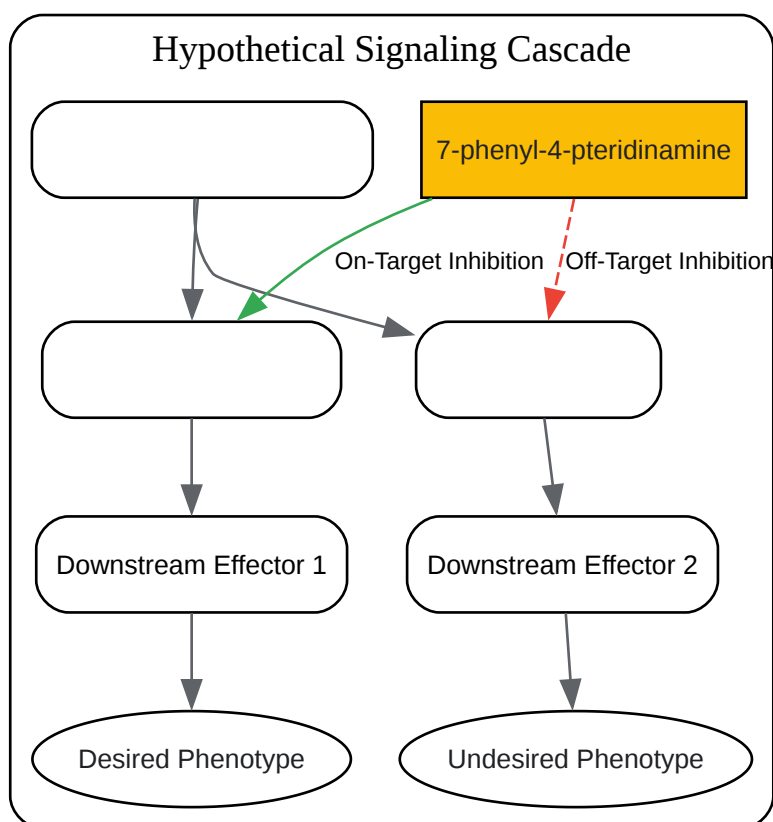 Hypothetical Signaling Cascade
7-phenyl-4-pteridinamine
On-Target Inhibition
Off-Target Inhibition
Downstream Effector 1
Downstream Effector 2
Desired Phenotype
Undesired Phenotype